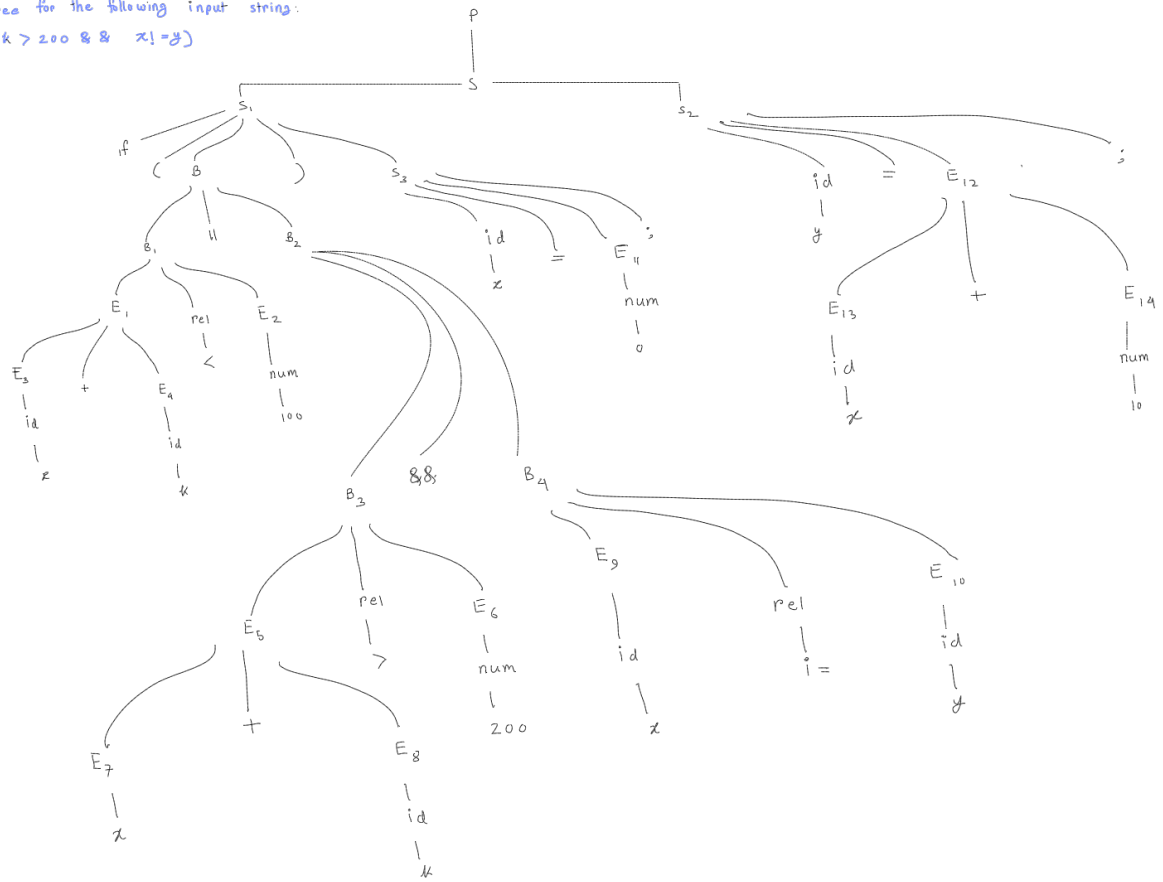 ee for the following input string:
k > 200 && x!=y)
P
S
S1 S2
if ( B ) S3 id = E12 ;
B1 || B2 id = E11 ; y
E1 rel E2 x num E13 + E14
E3 + E4 < num 0 id num
id id 100 x 10
x k
B3 && B4
E5 rel E6 E9 rel E10
> num id i= id
E7 + E8 200 x y
x id
k